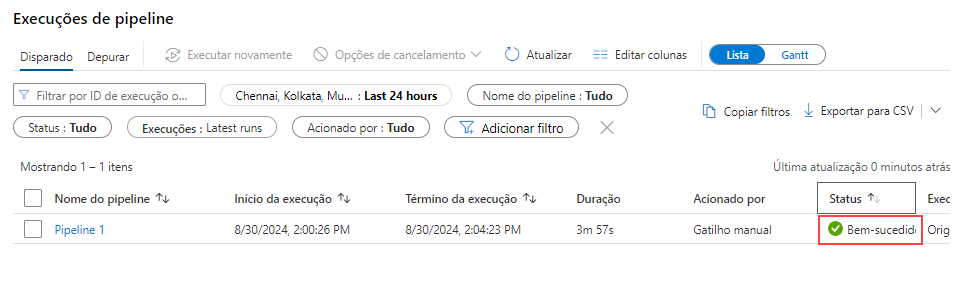 Execuções de pipeline
Disparado Depurar Executar novamente Opções de cancelamento Atualizar Editar colunas Lista Gantt
Filtrar por ID de execução o... Chennai, Kolkata, Mu... : Last 24 hours Nome do pipeline : Tudo
Copiar filtros Exportar para CSV
Status : Tudo Execuções : Latest runs Acionado por : Tudo Adicionar filtro
Mostrando 1 – 1 itens Última atualização 0 minutos atrás
Nome do pipeline Início da execução Término da execução Duração Acionado por Status Exec
Pipeline 1 8/30/2024, 2:00:26 PM 8/30/2024, 2:04:23 PM 3m 57s Gatilho manual Bem-sucedid Orig